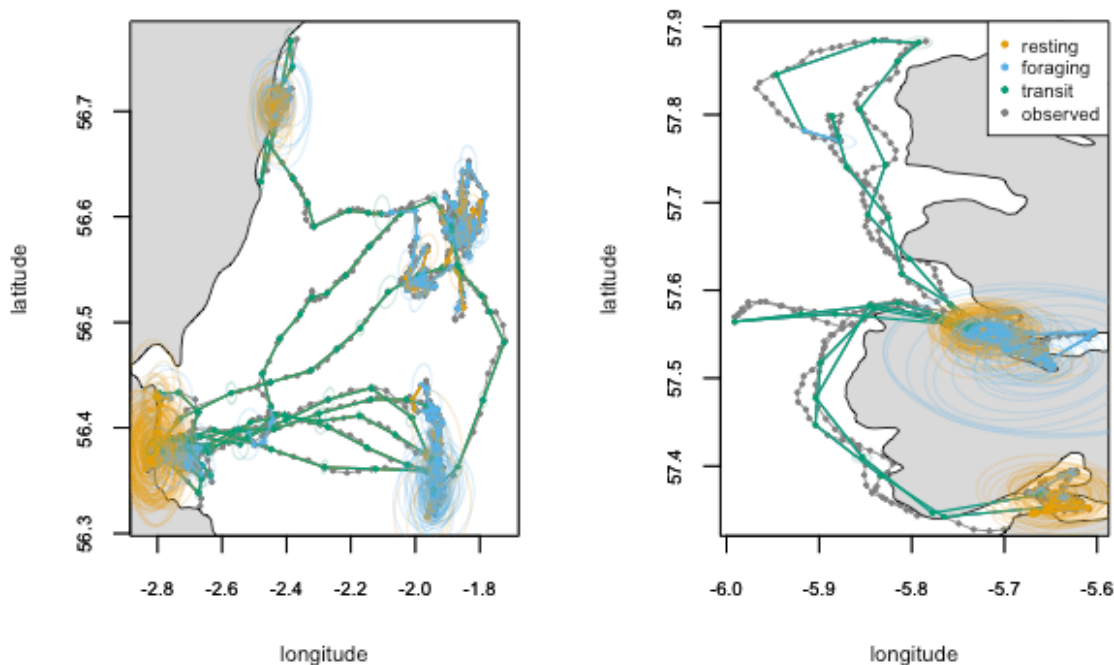 latitude
56.7
56.6
56.5
56.4
56.3
-2.8
-2.6
-2.4
-2.2
-2.0
-1.8
longitude
latitude
57.9
57.8
57.7
57.6
57.5
57.4
-6.0
-5.9
-5.8
-5.7
-5.6
longitude
resting
foraging
transit
observed